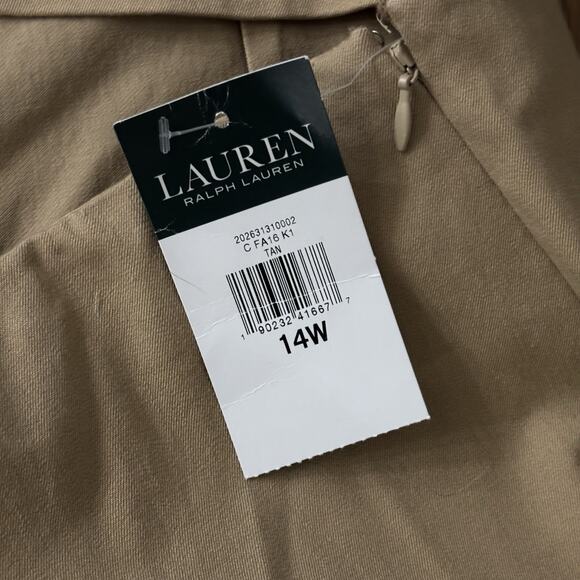 LAUREN
RALPH LAUREN
202631310002
C FA16 K1
TAN
1 90232 41667 7
14W